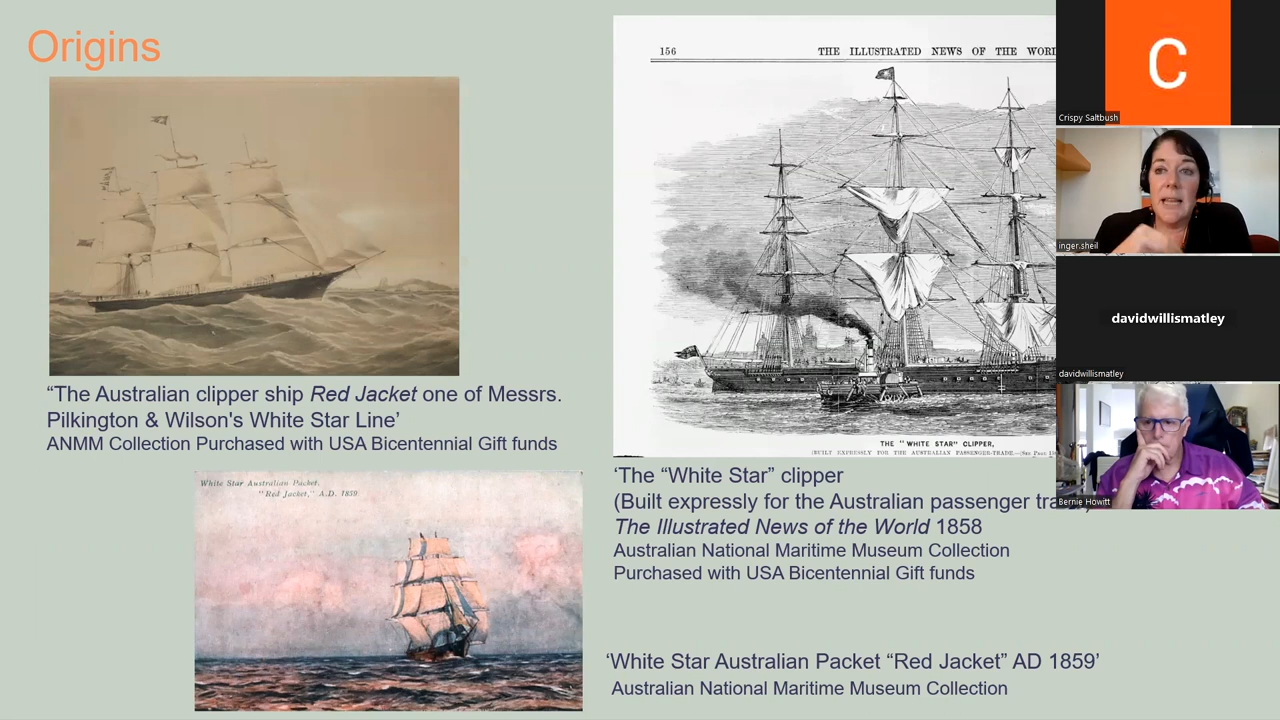 Origins
156
THE ILLUSTRATED NEWS OF THE WORL
THE "WHITE STAR" CLIPPER,
(BUILT EXPRESSLY FOR THE AUSTRALIAN PASSENGER-TRADE.—(See Page
“The Australian clipper ship Red Jacket one of Messrs.
Pilkington & Wilson's White Star Line’
ANMM Collection Purchased with USA Bicentennial Gift funds
‘The “White Star” clipper
(Built expressly for the Australian passenger tra
The Illustrated News of the World 1858
Australian National Maritime Museum Collection
Purchased with USA Bicentennial Gift funds
White Star Australian Packet.
"Red Jacket," A.D. 1859.
‘White Star Australian Packet “Red Jacket” AD 1859’
Australian National Maritime Museum Collection
C
Crispy Saltbush
inger.sheil
davidwillismatley
davidwillismatley
Bernie Howitt